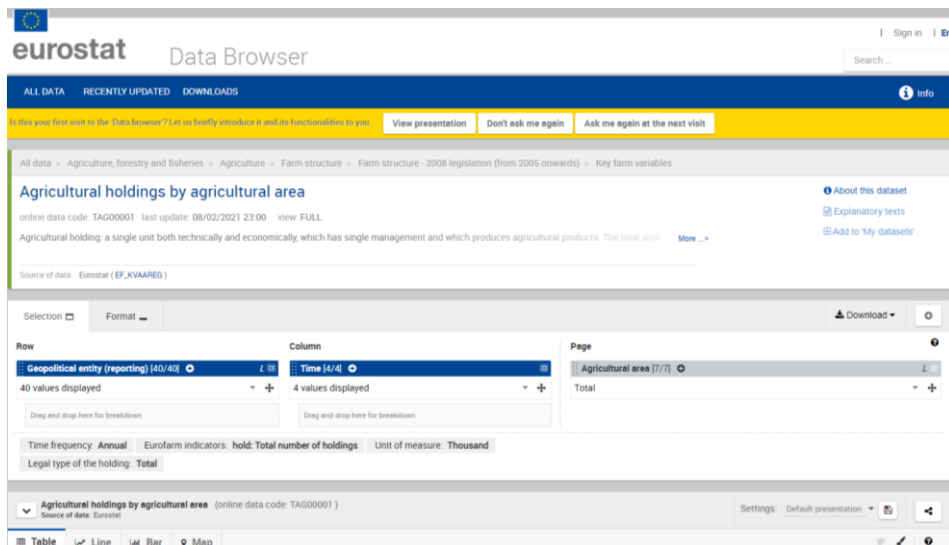 eurostat Data Browser
Sign in | En
Search ...
ALL DATA RECENTLY UPDATED DOWNLOADS Info
Is this your first visit to the 'Data browser'? Let us briefly introduce it and its functionalities to you. View presentation Don't ask me again Ask me again at the next visit
All data > Agriculture, forestry and fisheries > Agriculture > Farm structure > Farm structure - 2008 legislation (from 2005 onwards) > Key farm variables
Agricultural holdings by agricultural area
About this dataset
online data code: TAG00001 last update: 08/02/2021 23:00 view: FULL
Explanatory texts
Agricultural holding: a single unit both technically and economically, which has single management and which produces agricultural products. The total area More ...>
Add to 'My datasets'
Source of data: Eurostat ( EF_KVAAREG )
Selection Format Download
Row Column Page
Geopolitical entity (reporting) [40/40] Time [4/4] Agricultural area [7/7]
40 values displayed 4 values displayed Total
Drag and drop here for breakdown Drag and drop here for breakdown
Time frequency: Annual Eurofarm indicators: hold: Total number of holdings Unit of measure: Thousand
Legal type of the holding: Total
Agricultural holdings by agricultural area (online data code: TAG00001 )
Source of data: Eurostat
Settings: Default presentation
Table Line Bar Map